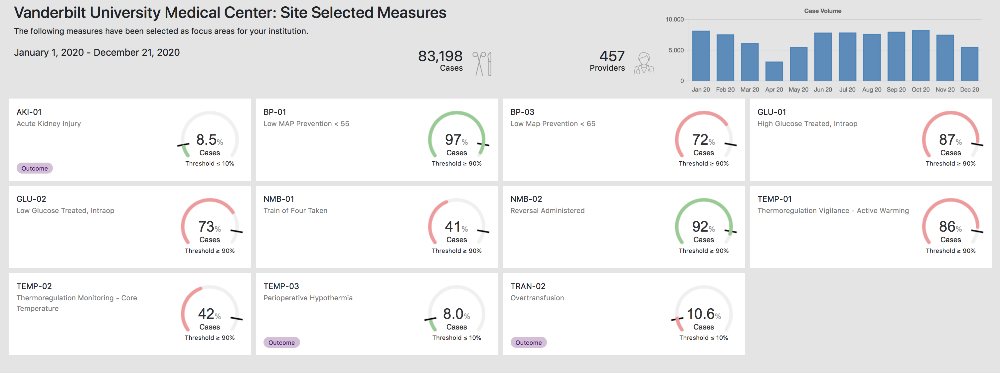 Vanderbilt University Medical Center: Site Selected Measures
The following measures have been selected as focus areas for your institution.
January 1, 2020 - December 21, 2020
83,198
Cases
457
Providers
Case Volume
10,000
5,000
0
Jan 20 Feb 20 Mar 20 Apr 20 May 20 Jun 20 Jul 20 Aug 20 Sep 20 Oct 20 Nov 20 Dec 20
AKI-01
Acute Kidney Injury
8.5%
Cases
Threshold ≤ 10%
Outcome
BP-01
Low MAP Prevention < 55
97%
Cases
Threshold ≥ 90%
BP-03
Low Map Prevention < 65
72%
Cases
Threshold ≥ 90%
GLU-01
High Glucose Treated, Intraop
87%
Cases
Threshold ≥ 90%
GLU-02
Low Glucose Treated, Intraop
73%
Cases
Threshold ≥ 90%
NMB-01
Train of Four Taken
41%
Cases
Threshold ≥ 90%
NMB-02
Reversal Administered
92%
Cases
Threshold ≥ 90%
TEMP-01
Thermoregulation Vigilance - Active Warming
86%
Cases
Threshold ≥ 90%
TEMP-02
Thermoregulation Monitoring - Core
Temperature
42%
Cases
Threshold ≥ 90%
TEMP-03
Perioperative Hypothermia
8.0%
Cases
Threshold ≤ 10%
Outcome
TRAN-02
Overtransfusion
10.6%
Cases
Threshold ≤ 10%
Outcome